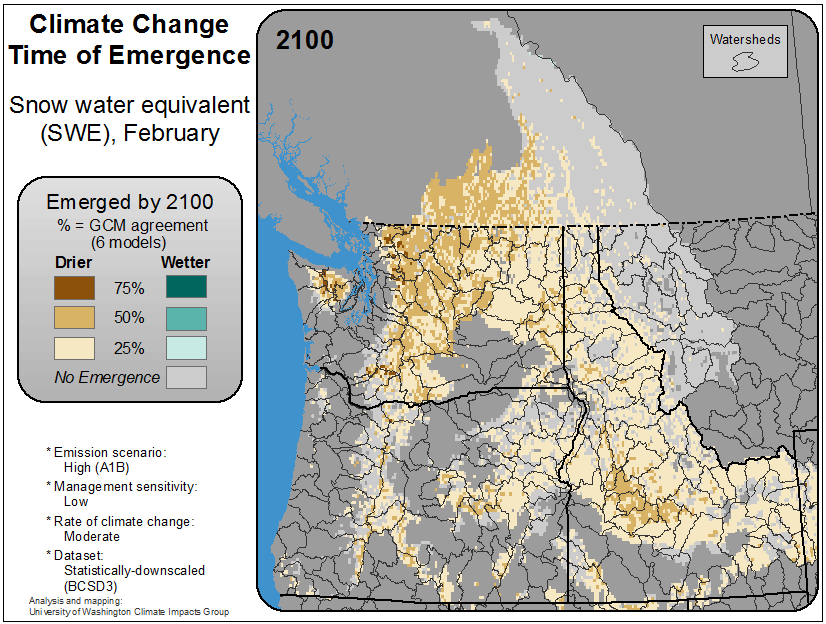 Climate Change
Time of Emergence
Snow water equivalent
(SWE), February
Emerged by 2100
% = GCM agreement
(6 models)
Drier
Wetter
75%
50%
25%
No Emergence
* Emission scenario:
High (A1B)
* Management sensitivity:
Low
* Rate of climate change:
Moderate
* Dataset:
Statistically-downscaled
(BCSD3)
Analysis and mapping:
University of Washington Climate Impacts Group
2100
Watersheds